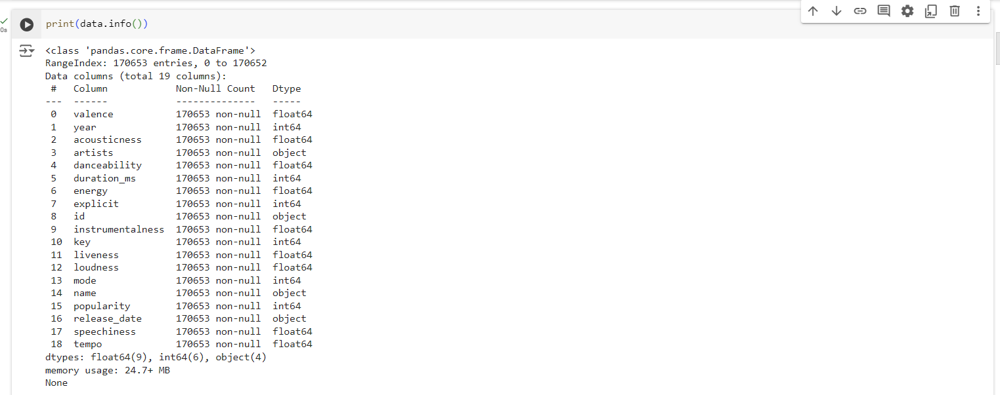 print(data.info())
0s
<class 'pandas.core.frame.DataFrame'>
RangeIndex: 170653 entries, 0 to 170652
Data columns (total 19 columns):
 #   Column            Non-Null Count   Dtype
---  ------            --------------   -----
 0   valence           170653 non-null  float64
 1   year              170653 non-null  int64
 2   acousticness      170653 non-null  float64
 3   artists           170653 non-null  object
 4   danceability      170653 non-null  float64
 5   duration_ms       170653 non-null  int64
 6   energy            170653 non-null  float64
 7   explicit          170653 non-null  int64
 8   id                170653 non-null  object
 9   instrumentalness  170653 non-null  float64
 10  key               170653 non-null  int64
 11  liveness          170653 non-null  float64
 12  loudness          170653 non-null  float64
 13  mode              170653 non-null  int64
 14  name              170653 non-null  object
 15  popularity        170653 non-null  int64
 16  release_date      170653 non-null  object
 17  speechiness       170653 non-null  float64
 18  tempo             170653 non-null  float64
dtypes: float64(9), int64(6), object(4)
memory usage: 24.7+ MB
None